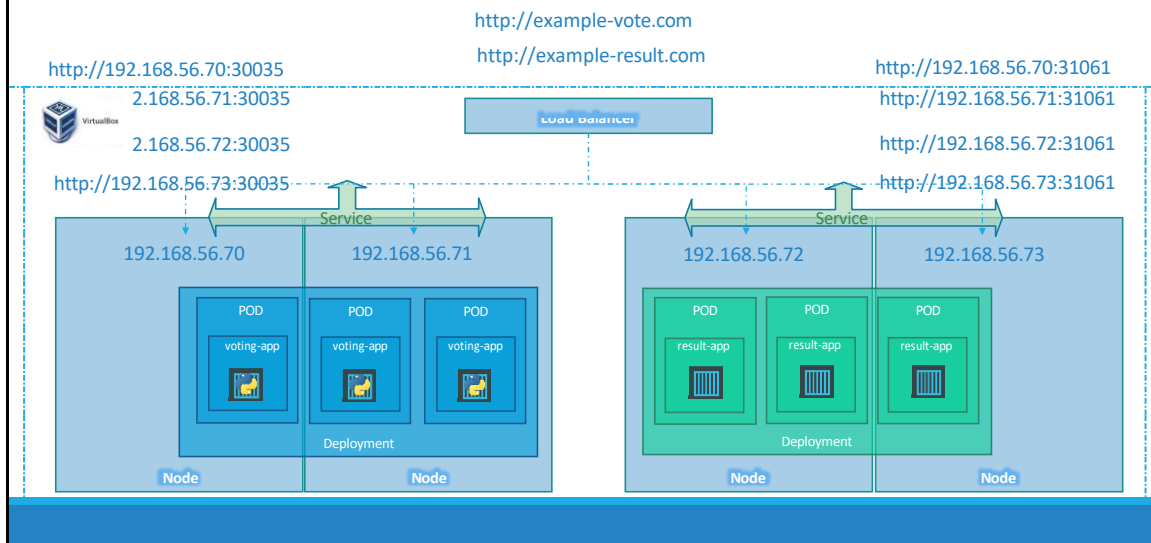 http://example-vote.com
http://example-result.com
http://192.168.56.70:30035
http://192.168.56.70:31061
2.168.56.71:30035
http://192.168.56.71:31061
VirtualBox
Load Balancer
2.168.56.72:30035
http://192.168.56.72:31061
http://192.168.56.73:30035
http://192.168.56.73:31061
Service
Service
192.168.56.70
192.168.56.71
192.168.56.72
192.168.56.73
POD
POD
POD
POD
POD
POD
voting-app
voting-app
voting-app
result-app
result-app
result-app
Deployment
Deployment
Node
Node
Node
Node